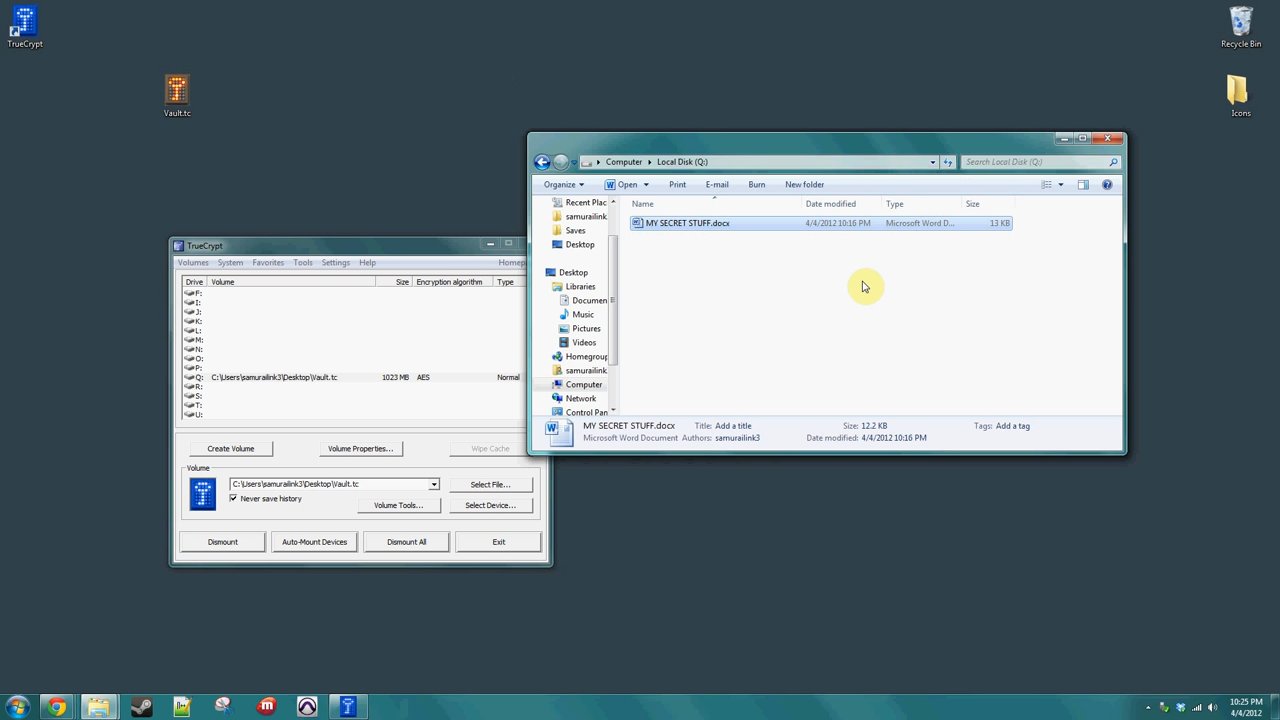 TrueCrypt
Vault.tc
Recycle Bin
Icons
Computer Local Disk (Q:)
Search Local Disk (Q:)
Organize Open Print E-mail Burn New folder
Name Date modified Type Size
MY SECRET STUFF.docx 4/4/2012 10:16 PM Microsoft Word D... 13 KB
Recent Plac
samurailink
Saves
Desktop
Desktop
Libraries
Documen
Music
Pictures
Videos
Homegroup
samurailink
Computer
Network
Control Pan
MY SECRET STUFF.docx Title: Add a title Size: 12.2 KB Tags: Add a tag
Microsoft Word Document Authors: samurailink3 Date modified: 4/4/2012 10:16 PM
TrueCrypt
Volumes System Favorites Tools Settings Help Homep
Drive Volume Size Encryption algorithm Type
F:
I:
J:
K:
L:
M:
N:
O:
P:
Q: C:\Users\samurailink3\Desktop\Vault.tc 1023 MB AES Normal
R:
S:
T:
U:
Create Volume Volume Properties... Wipe Cache
Volume
C:\Users\samurailink3\Desktop\Vault.tc Select File...
Never save history
Volume Tools... Select Device...
Dismount Auto-Mount Devices Dismount All Exit
10:25 PM
4/4/2012